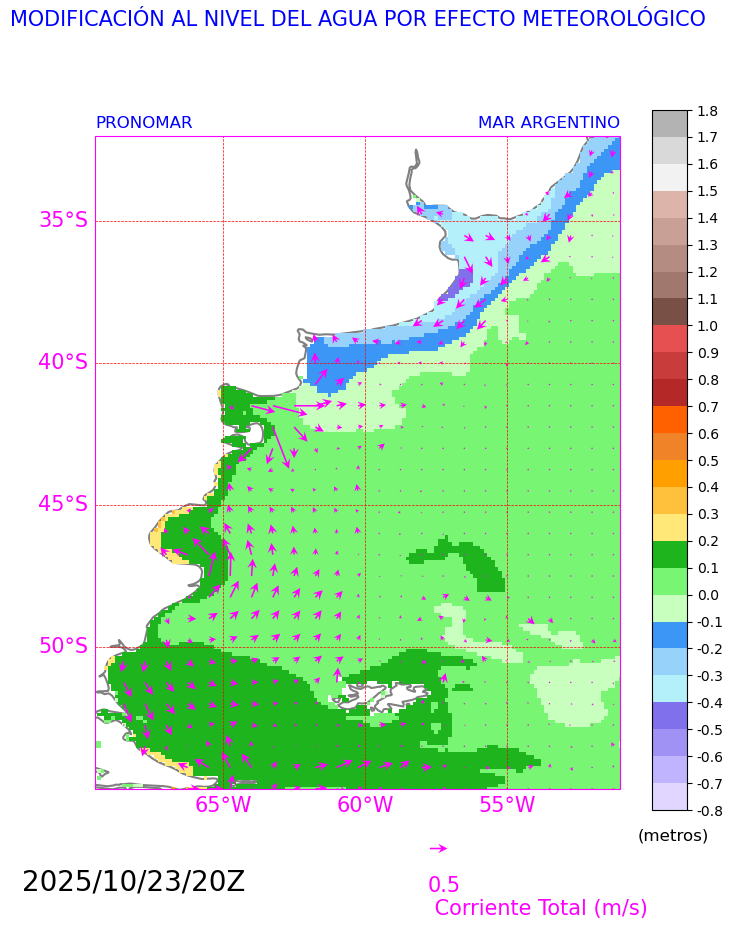 MODIFICACIÓN AL NIVEL DEL AGUA POR EFECTO METEOROLÓGICO
PRONOMAR MAR ARGENTINO
35°S
40°S
45°S
50°S
65°W 60°W 55°W
1.8
1.7
1.6
1.5
1.4
1.3
1.2
1.1
1.0
0.9
0.8
0.7
0.6
0.5
0.4
0.3
0.2
0.1
0.0
-0.1
-0.2
-0.3
-0.4
-0.5
-0.6
-0.7
-0.8
(metros)
2025/10/23/20Z
0.5
Corriente Total (m/s)